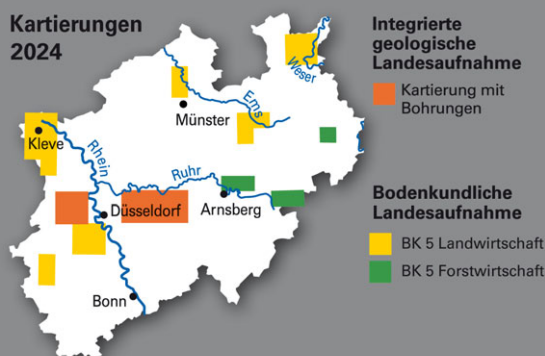 Kartierungen
2024
Weser
Ems
Münster
Kleve
Rhein
Ruhr
Düsseldorf
Arnsberg
Bonn
Integrierte
geologische
Landesaufnahme
Kartierung mit
Bohrungen
Bodenkundliche
Landesaufnahme
BK 5 Landwirtschaft
BK 5 Forstwirtschaft